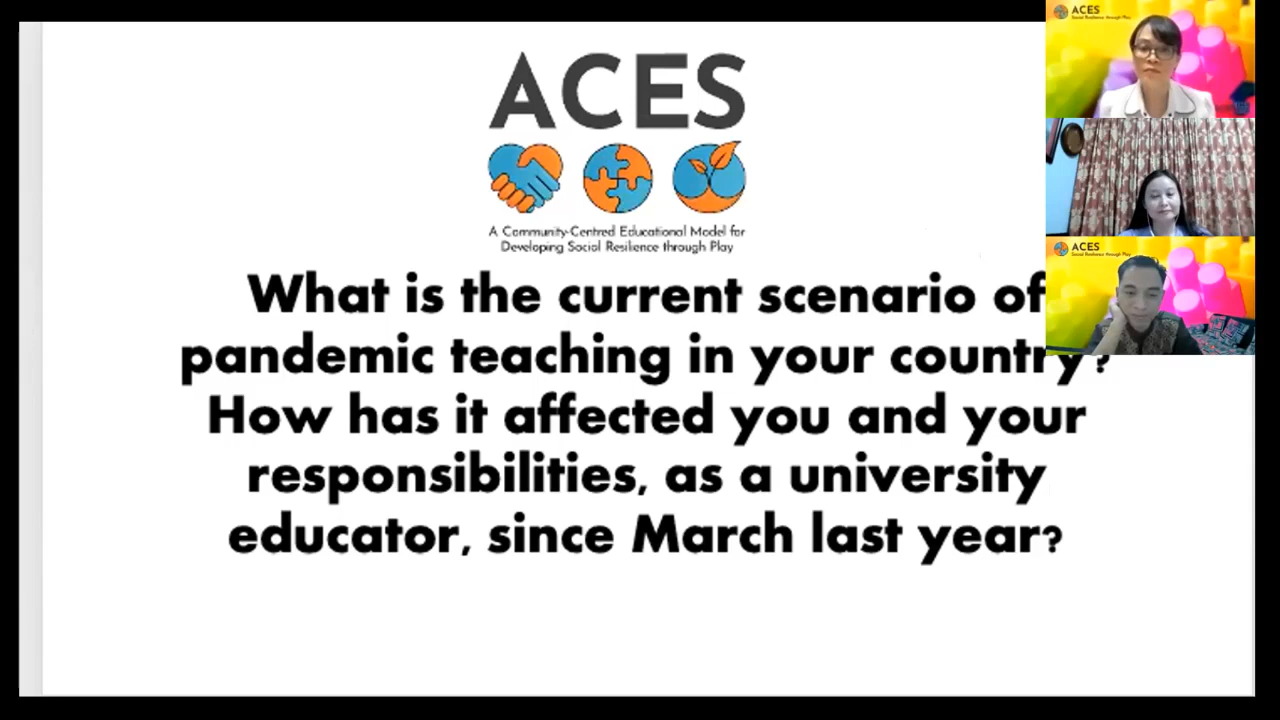 ACES
A Community-Centred Educational Model for
Developing Social Resilience through Play
What is the current scenario of
pandemic teaching in your country?
How has it affected you and your
responsibilities, as a university
educator, since March last year?
ACES
Social Resilience through Play
ACES
Social Resilience through Play